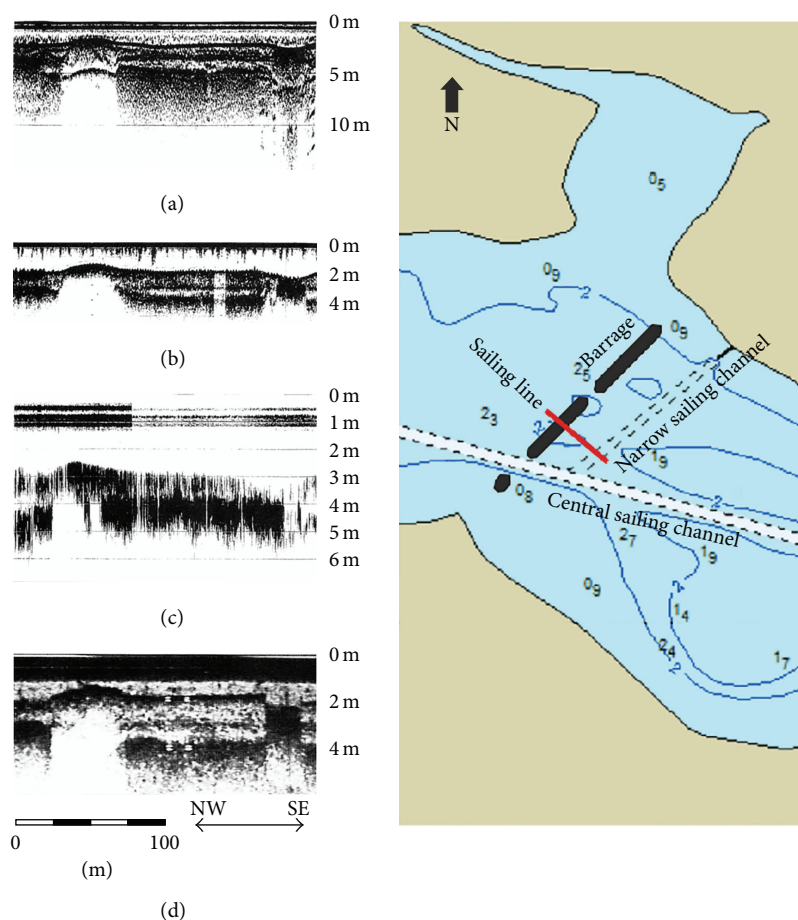 0 m
5 m
10 m
(a)
0 m
2 m
4 m
(b)
0 m
1 m
2 m
3 m
4 m
5 m
6 m
(c)
0 m
2 m
4 m
NW SE
0 100
(m)
(d)
N
0₅
0₉
2
0₉
Barrage
Sailing line
2₅
2
2₃
Narrow sailing channel
1₉
2
0₈
Central sailing channel
2₇
1₉
0₉
1₄
2₄
2
1₇